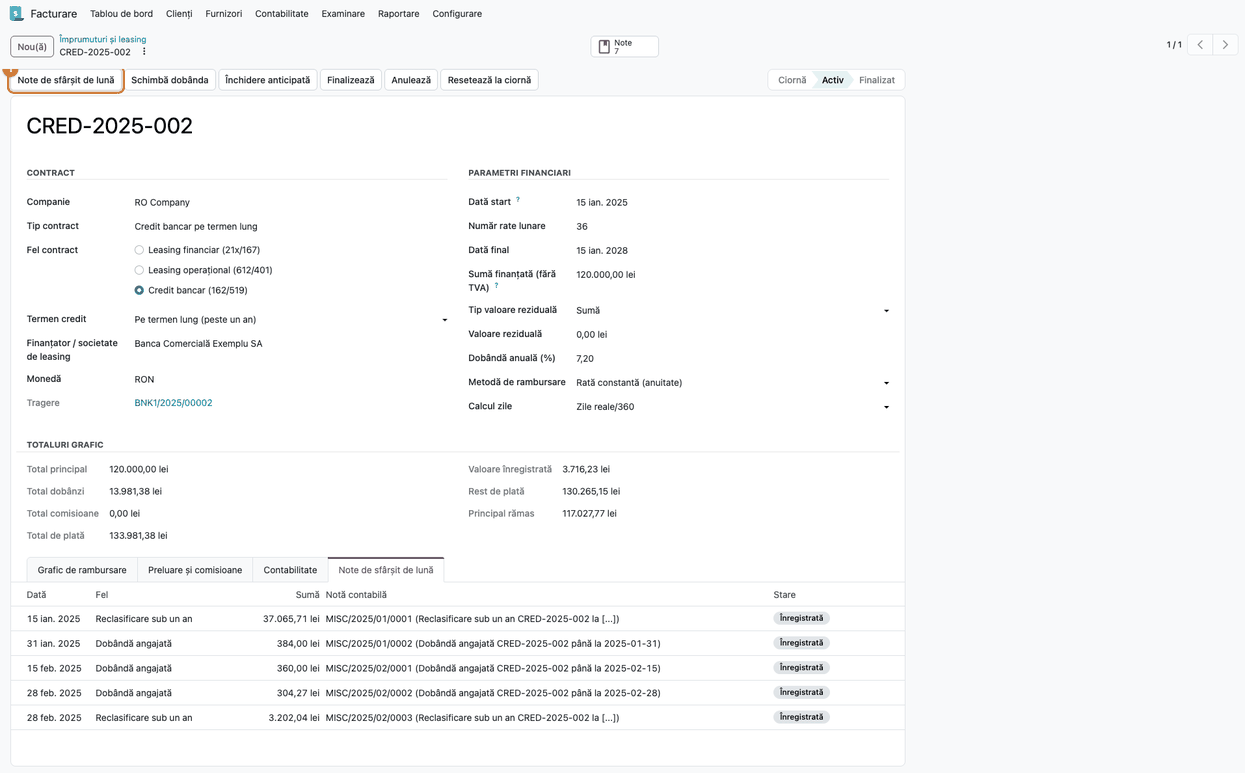 Facturare Tablou de bord Clienți Furnizori Contabilitate Examinare Raportare Configurare
Nou(ă) Împrumuturi și leasing
CRED-2025-002
Note
7
1 / 1
Note de sfârșit de lună Schimbă dobânda Închidere anticipată Finalizează Anulează Resetează la ciornă Ciornă Activ Finalizat
CRED-2025-002
CONTRACT
Companie RO Company
Tip contract Credit bancar pe termen lung
Fel contract Leasing financiar (21x/167)
Leasing operațional (612/401)
Credit bancar (162/519)
Termen credit Pe termen lung (peste un an)
Finanțator / societate de leasing Banca Comercială Exemplu SA
Monedă RON
Tragere BNK1/2025/00002
PARAMETRI FINANCIARI
Dată start ? 15 ian. 2025
Număr rate lunare 36
Dată final 15 ian. 2028
Sumă finanțată (fără TVA) ? 120.000,00 lei
Tip valoare reziduală Sumă
Valoare reziduală 0,00 lei
Dobândă anuală (%) 7,20
Metodă de rambursare Rată constantă (anuitate)
Calcul zile Zile reale/360
TOTALURI GRAFIC
Total principal 120.000,00 lei
Total dobânzi 13.981,38 lei
Total comisioane 0,00 lei
Total de plată 133.981,38 lei
Valoare înregistrată 3.716,23 lei
Rest de plată 130.265,15 lei
Principal rămas 117.027,77 lei
Grafic de rambursare Preluare și comisioane Contabilitate Note de sfârșit de lună
Dată Fel Sumă Notă contabilă Stare
15 ian. 2025 Reclasificare sub un an 37.065,71 lei MISC/2025/01/0001 (Reclasificare sub un an CRED-2025-002 la [...]) Înregistrată
31 ian. 2025 Dobândă angajată 384,00 lei MISC/2025/01/0002 (Dobândă angajată CRED-2025-002 până la 2025-01-31) Înregistrată
15 feb. 2025 Dobândă angajată 360,00 lei MISC/2025/02/0001 (Dobândă angajată CRED-2025-002 până la 2025-02-15) Înregistrată
28 feb. 2025 Dobândă angajată 304,27 lei MISC/2025/02/0002 (Dobândă angajată CRED-2025-002 până la 2025-02-28) Înregistrată
28 feb. 2025 Reclasificare sub un an 3.202,04 lei MISC/2025/02/0003 (Reclasificare sub un an CRED-2025-002 la [...]) Înregistrată